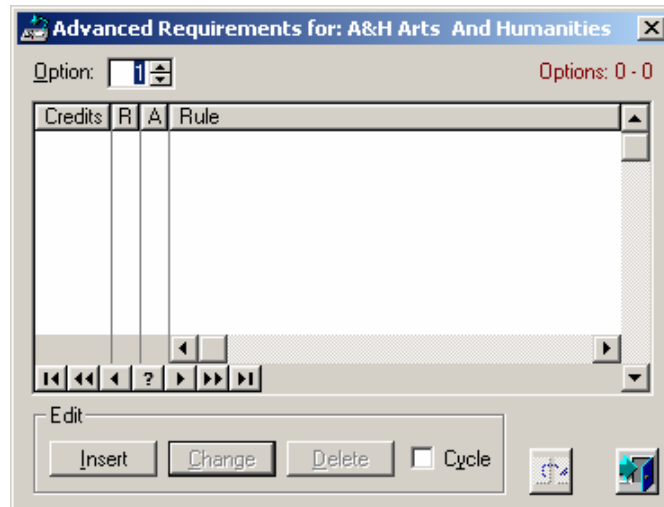 Advanced Requirements for: A&H Arts And Humanities
Option: 1 Options: 0 - 0
Credits R A Rule
?
Edit
Insert Change Delete Cycle